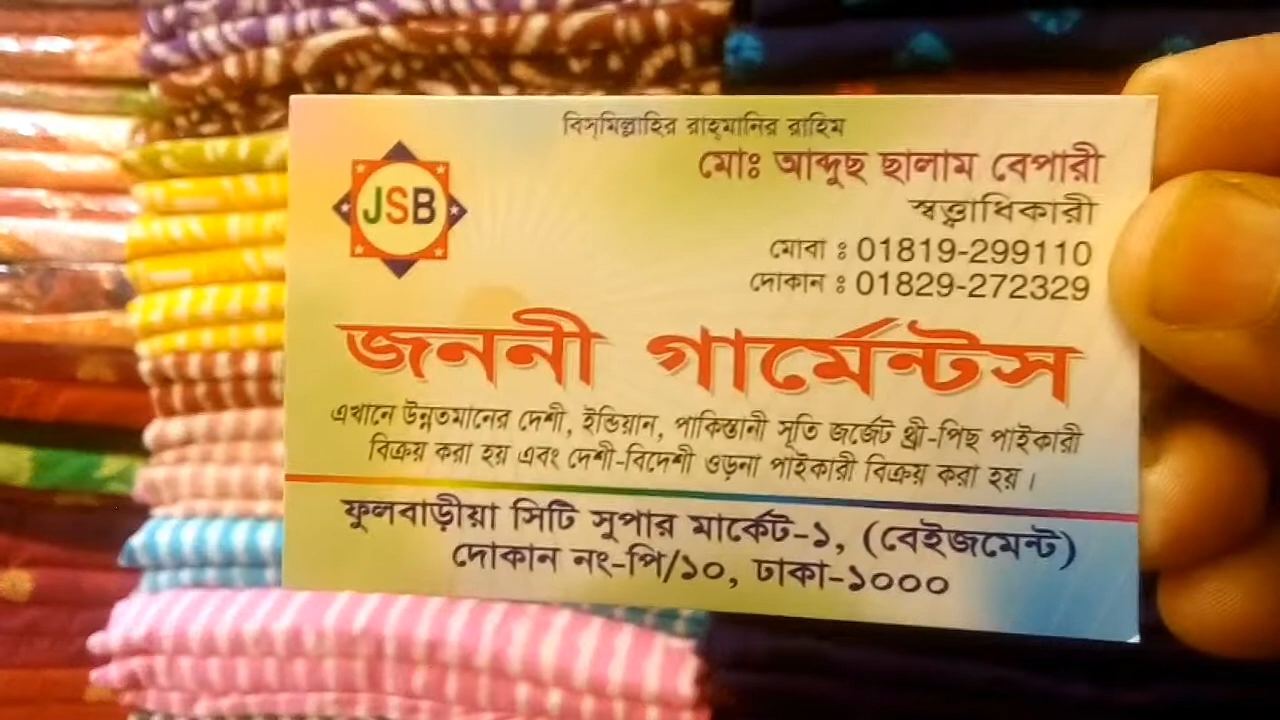 বিস্‌মিল্লাহির রাহ্‌মানির রাহিম
JSB
মোঃ আব্দুছ ছালাম বেপারী
স্বত্ত্বাধিকারী
মোবা : 01819-299110
দোকান : 01829-272329
জননী গার্মেন্টস
এখানে উন্নতমানের দেশী, ইন্ডিয়ান, পাকিস্তানী সূতি জর্জেট থ্রী-পিছ পাইকারী
বিক্রয় করা হয় এবং দেশী-বিদেশী ওড়না পাইকারী বিক্রয় করা হয়।
ফুলবাড়ীয়া সিটি সুপার মার্কেট-১, (বেইজমেন্ট)
দোকান নং-পি/১০, ঢাকা-১০০০